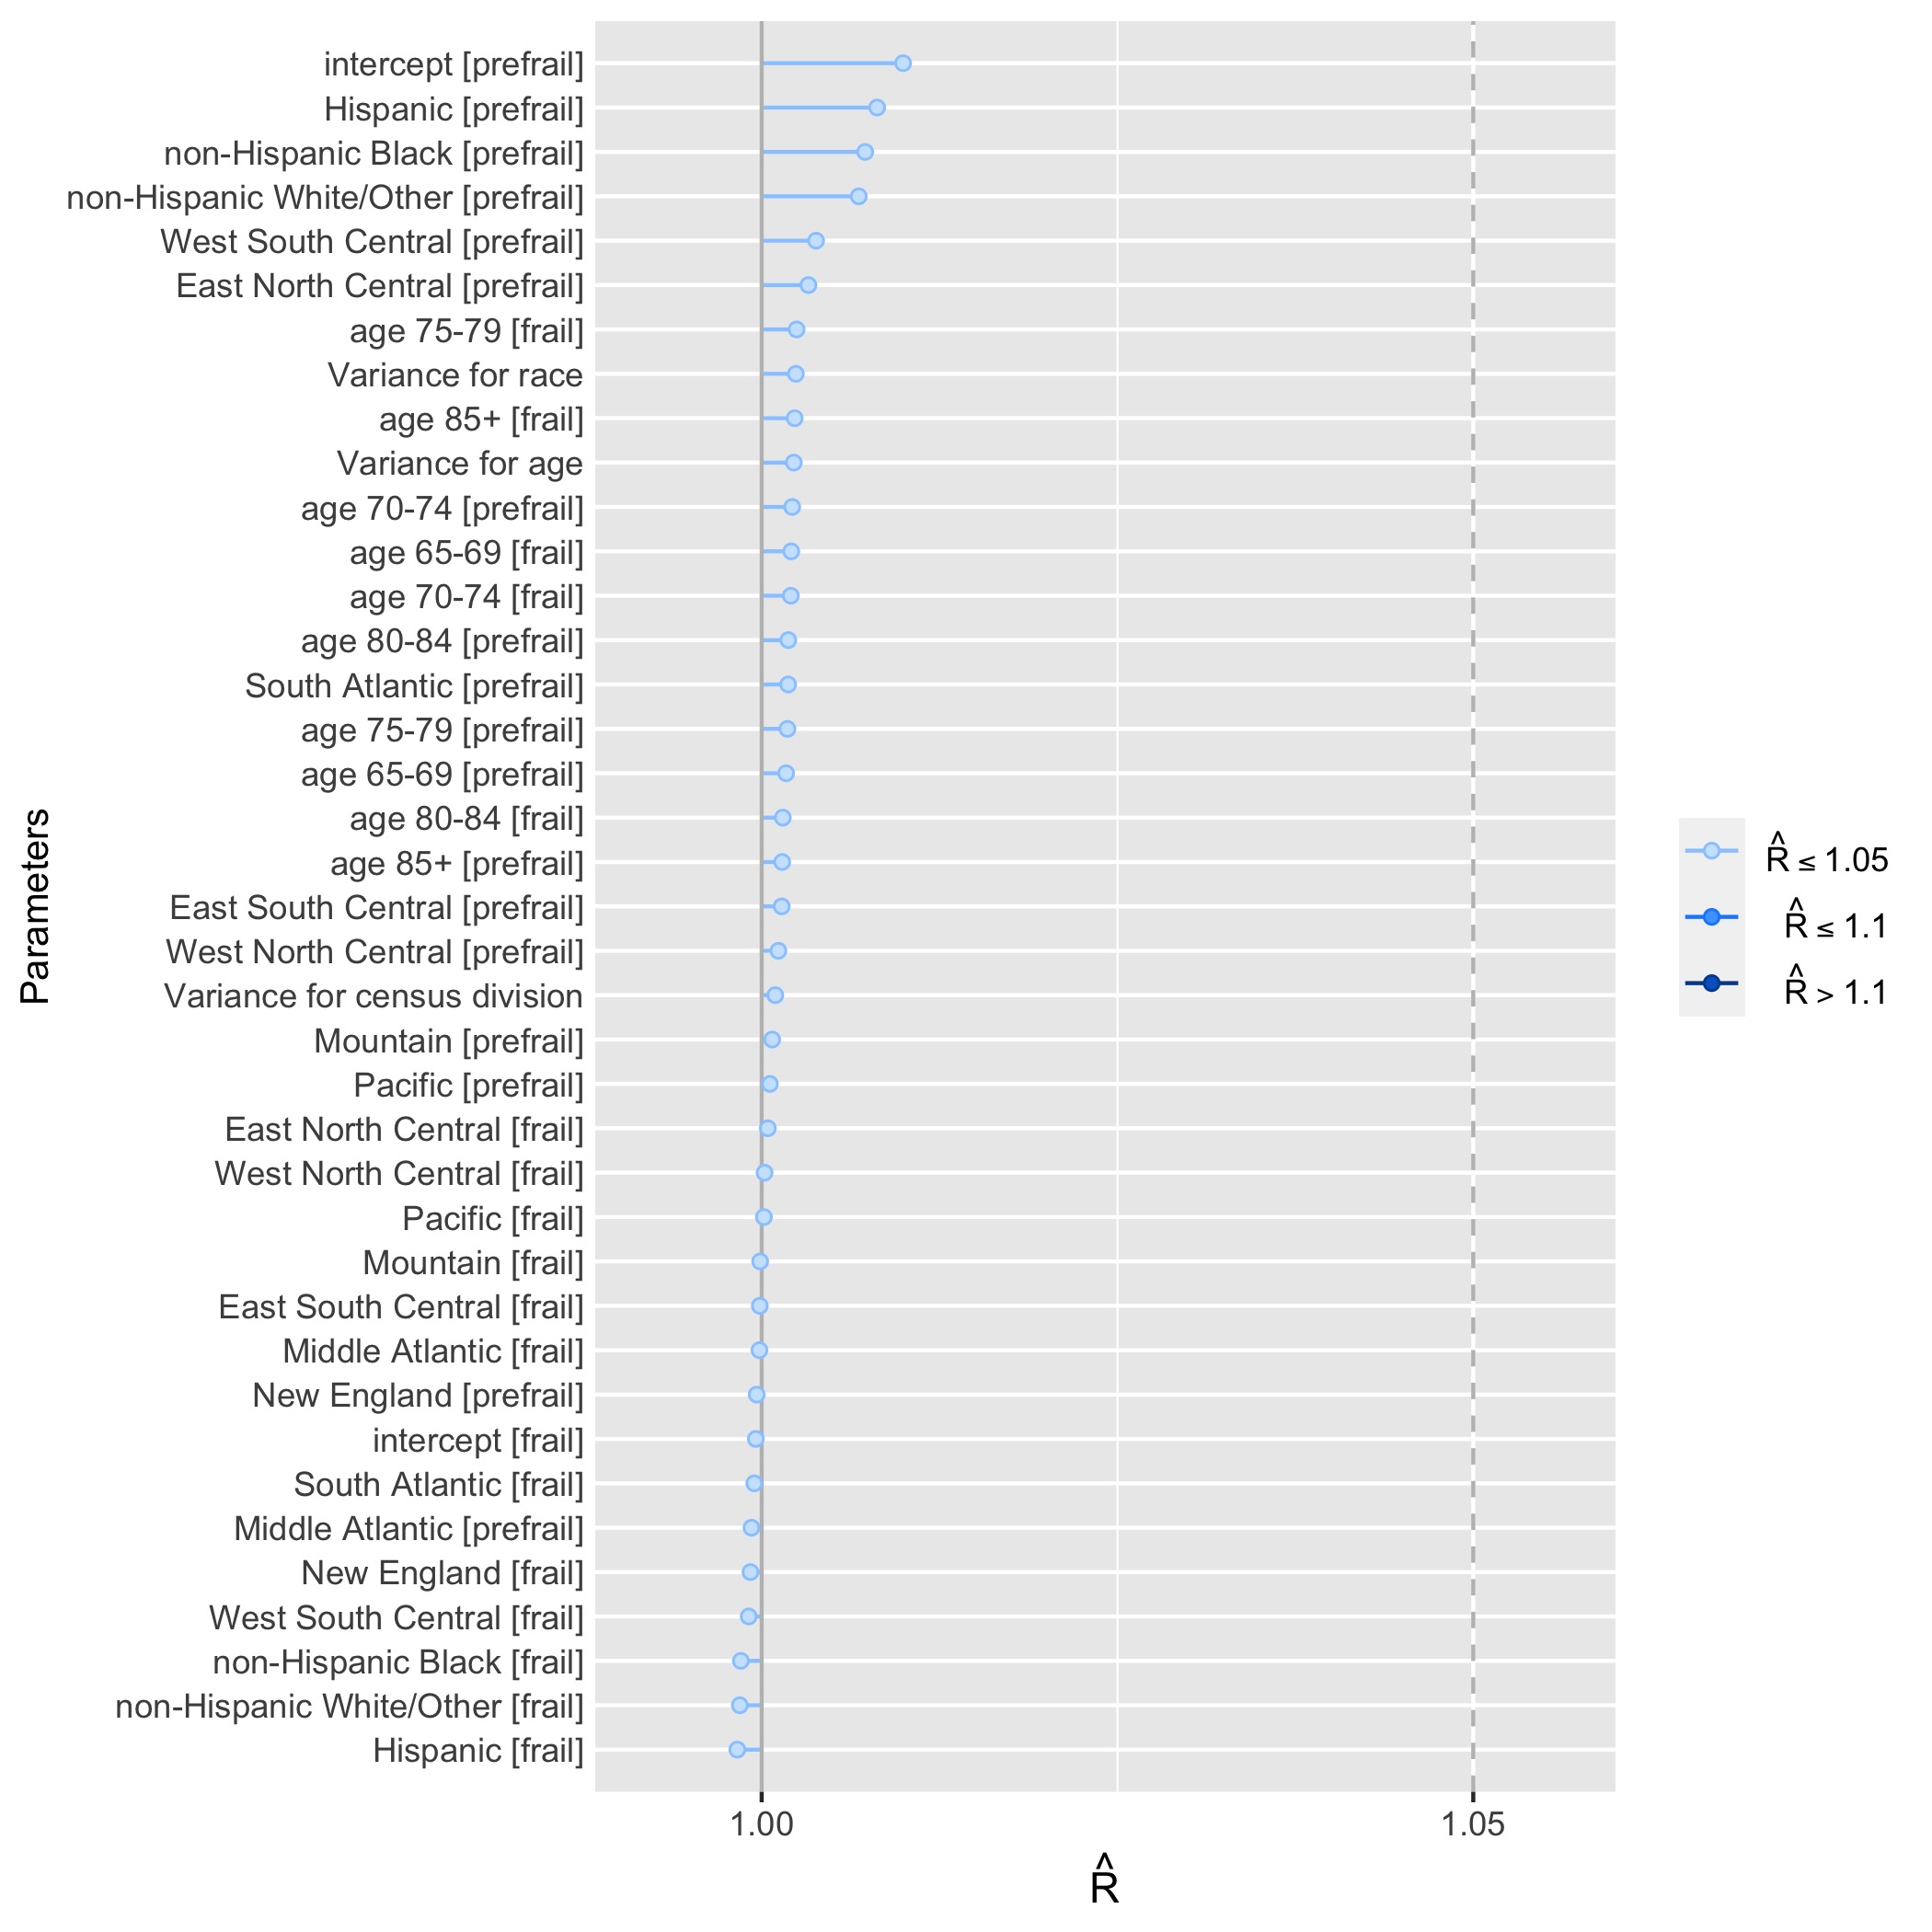 intercept [prefrail]
Hispanic [prefrail]
non-Hispanic Black [prefrail]
non-Hispanic White/Other [prefrail]
West South Central [prefrail]
East North Central [prefrail]
age 75-79 [frail]
Variance for race
age 85+ [frail]
Variance for age
age 70-74 [prefrail]
age 65-69 [frail]
age 70-74 [frail]
age 80-84 [prefrail]
South Atlantic [prefrail]
age 75-79 [prefrail]
age 65-69 [prefrail]
age 80-84 [frail]
age 85+ [prefrail]
East South Central [prefrail]
West North Central [prefrail]
Variance for census division
Mountain [prefrail]
Pacific [prefrail]
East North Central [frail]
West North Central [frail]
Pacific [frail]
Mountain [frail]
East South Central [frail]
Middle Atlantic [frail]
New England [prefrail]
intercept [frail]
South Atlantic [frail]
Middle Atlantic [prefrail]
New England [frail]
West South Central [frail]
non-Hispanic Black [frail]
non-Hispanic White/Other [frail]
Hispanic [frail]
Parameters
1.00
1.05
R̂
R̂ ≤ 1.05
R̂ ≤ 1.1
R̂ > 1.1